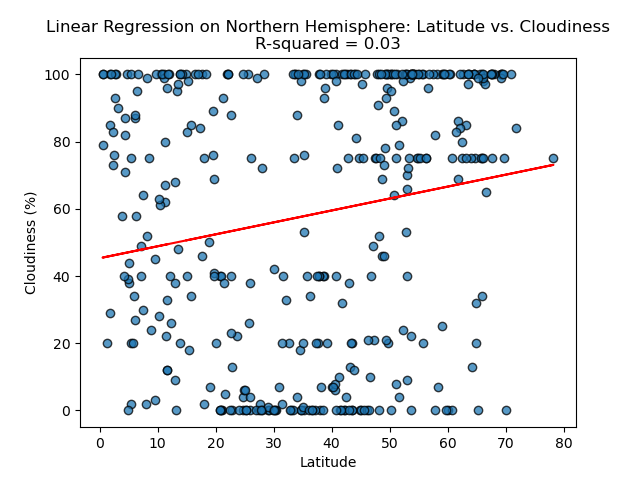 Linear Regression on Northern Hemisphere: Latitude vs. Cloudiness
R-squared = 0.03
Cloudiness (%)
100
80
60
40
20
0
0 10 20 30 40 50 60 70 80
Latitude